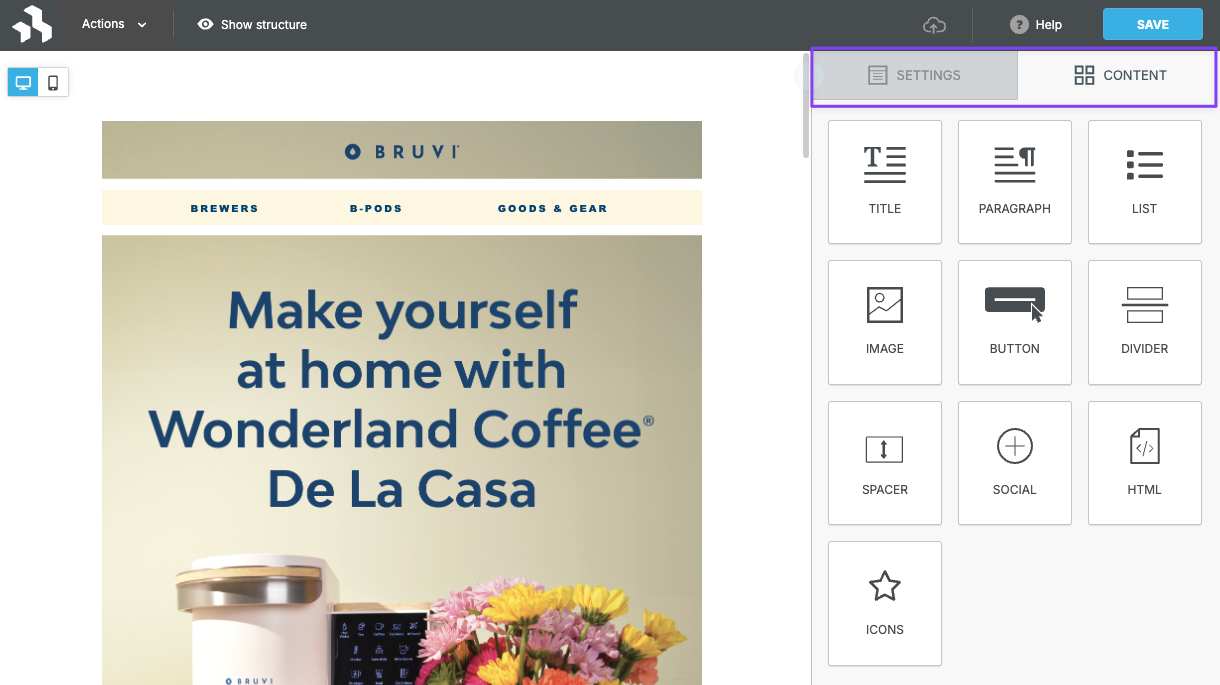 Actions
Show structure
Help
SAVE
SETTINGS
CONTENT
BRUVI
BREWERS
B-PODS
GOODS & GEAR
Make yourself
at home with
Wonderland Coffee®
De La Casa
BRUVI
TITLE
PARAGRAPH
LIST
IMAGE
BUTTON
DIVIDER
SPACER
SOCIAL
HTML
ICONS